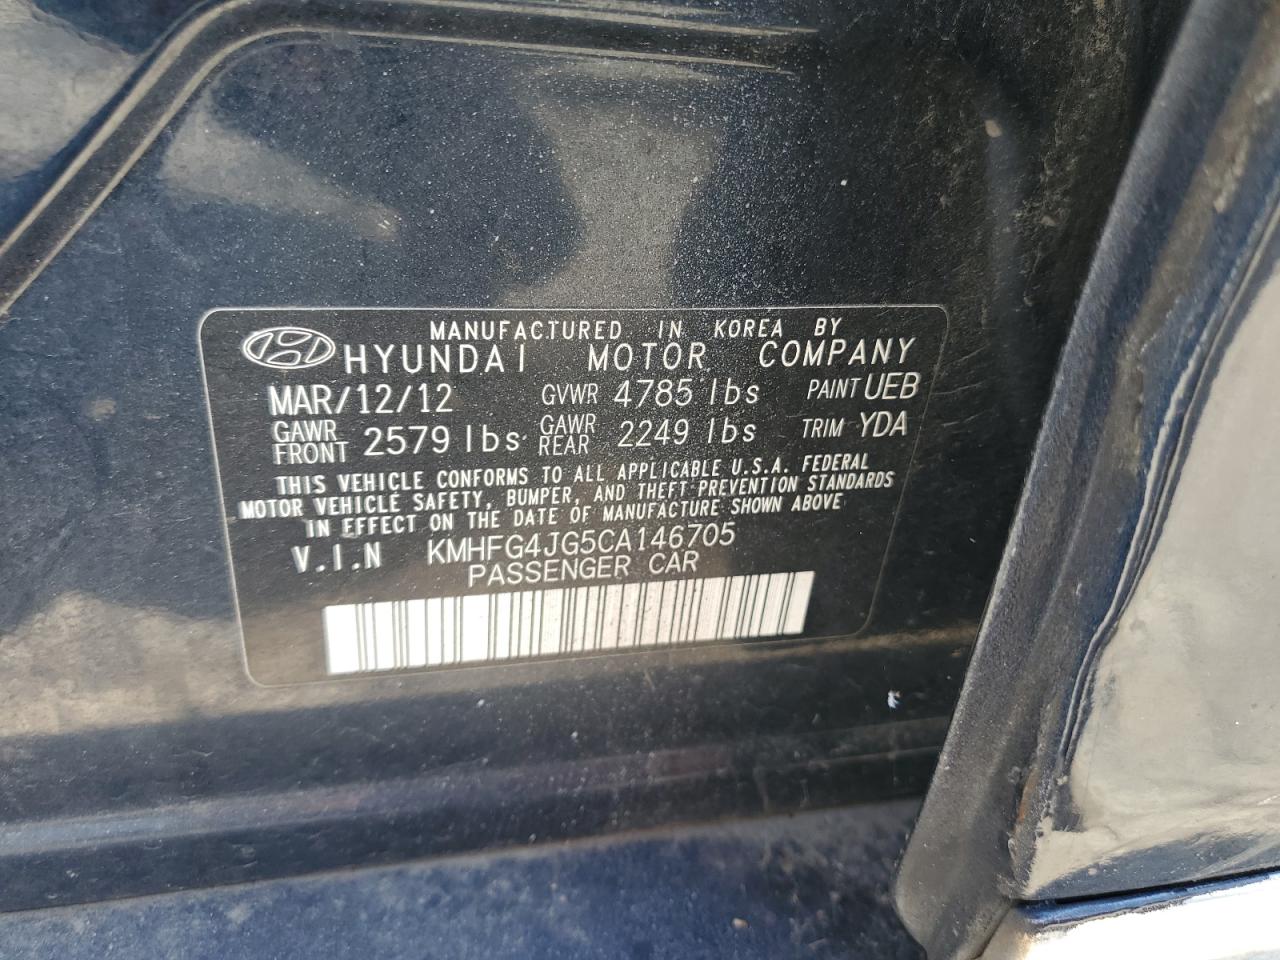 MANUFACTURED IN KOREA BY
HYUNDAI MOTOR COMPANY
MAR/12/12 GVWR 4785 lbs PAINT UEB
GAWR FRONT 2579 lbs GAWR REAR 2249 lbs TRIM YDA
THIS VEHICLE CONFORMS TO ALL APPLICABLE U.S.A. FEDERAL
MOTOR VEHICLE SAFETY, BUMPER, AND THEFT PREVENTION STANDARDS
IN EFFECT ON THE DATE OF MANUFACTURE SHOWN ABOVE
V.I.N KMHFG4JG5CA146705
PASSENGER CAR